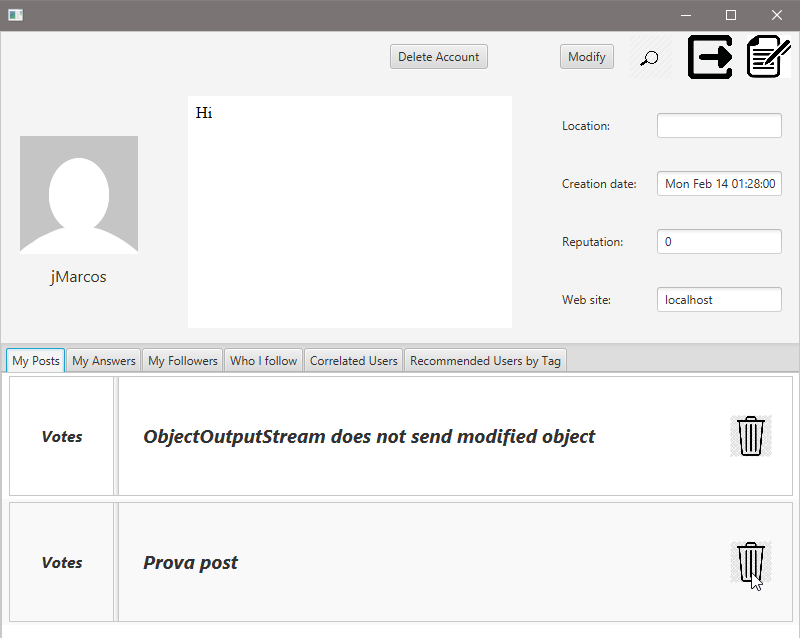 Delete Account
Modify
Hi
jMarcos
Location:
Creation date: Mon Feb 14 01:28:00
Reputation: 0
Web site: localhost
My Posts My Answers My Followers Who I follow Correlated Users Recommended Users by Tag
Votes ObjectOutputStream does not send modified object
Votes Prova post